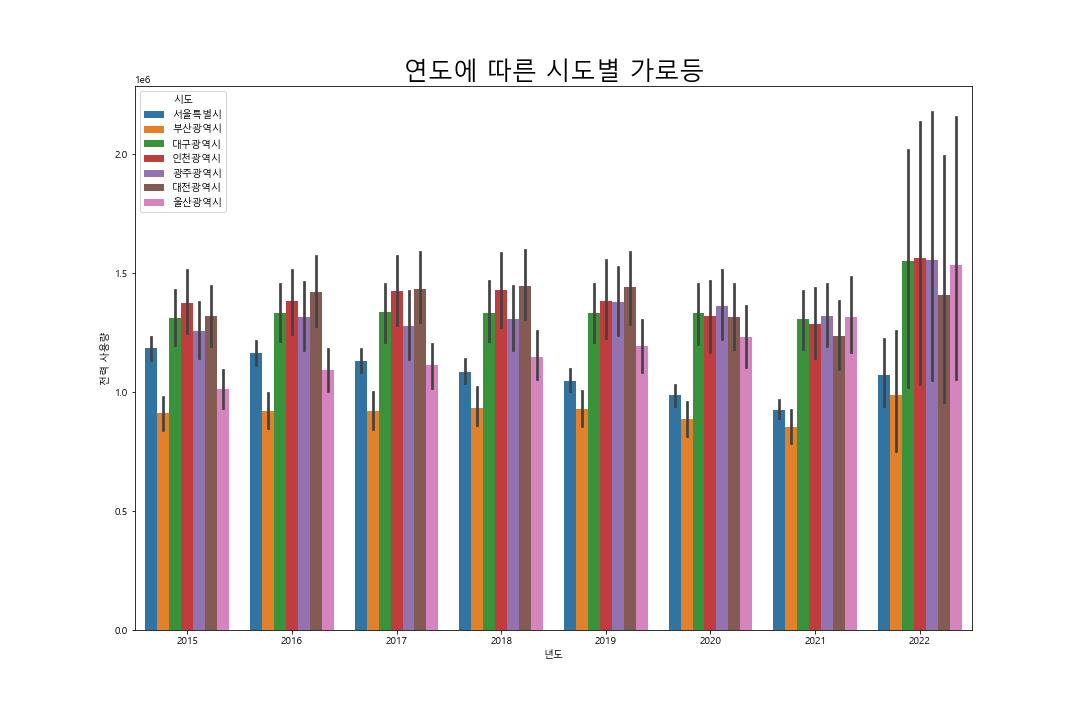 연도에 따른 시도별 가로등
1e6
시도
서울특별시
부산광역시
대구광역시
인천광역시
광주광역시
대전광역시
울산광역시
2.0
1.5
1.0
0.5
0.0
전력 사용량
2015 2016 2017 2018 2019 2020 2021 2022
년도